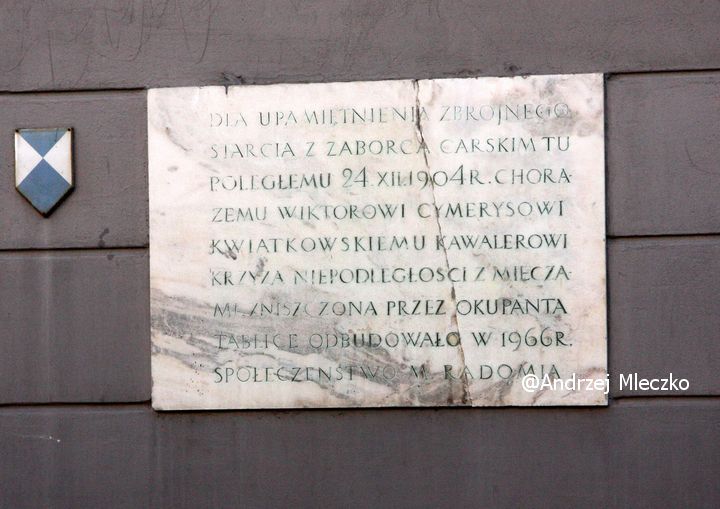 DLA UPAMIĘTNIENIA ZBROJNEGO
STARCIA Z ZABORCĄ CARSKIM TU
POLEGŁEMU 24.XII.1904R. CHORĄ-
ŻEMU WIKTOROWI CYMERYSOWI
KWIATKOWSKIEMU KAWALEROWI
KRZYŻA NIEPODLEGŁOŚCI Z MIECZA-
MI, ZNISZCZONĄ PRZEZ OKUPANTA
TABLICĘ ODBUDOWAŁO W 1966R.
SPOŁECZEŃSTWO M. RADOMIA
@Andrzej Mleczko